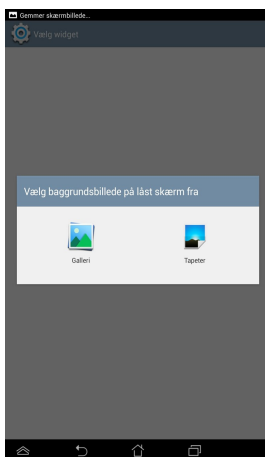 Gemmer skærmbillede...
Vælg widget
Vælg baggrundsbillede på låst skærm fra
Galleri
Tapeter